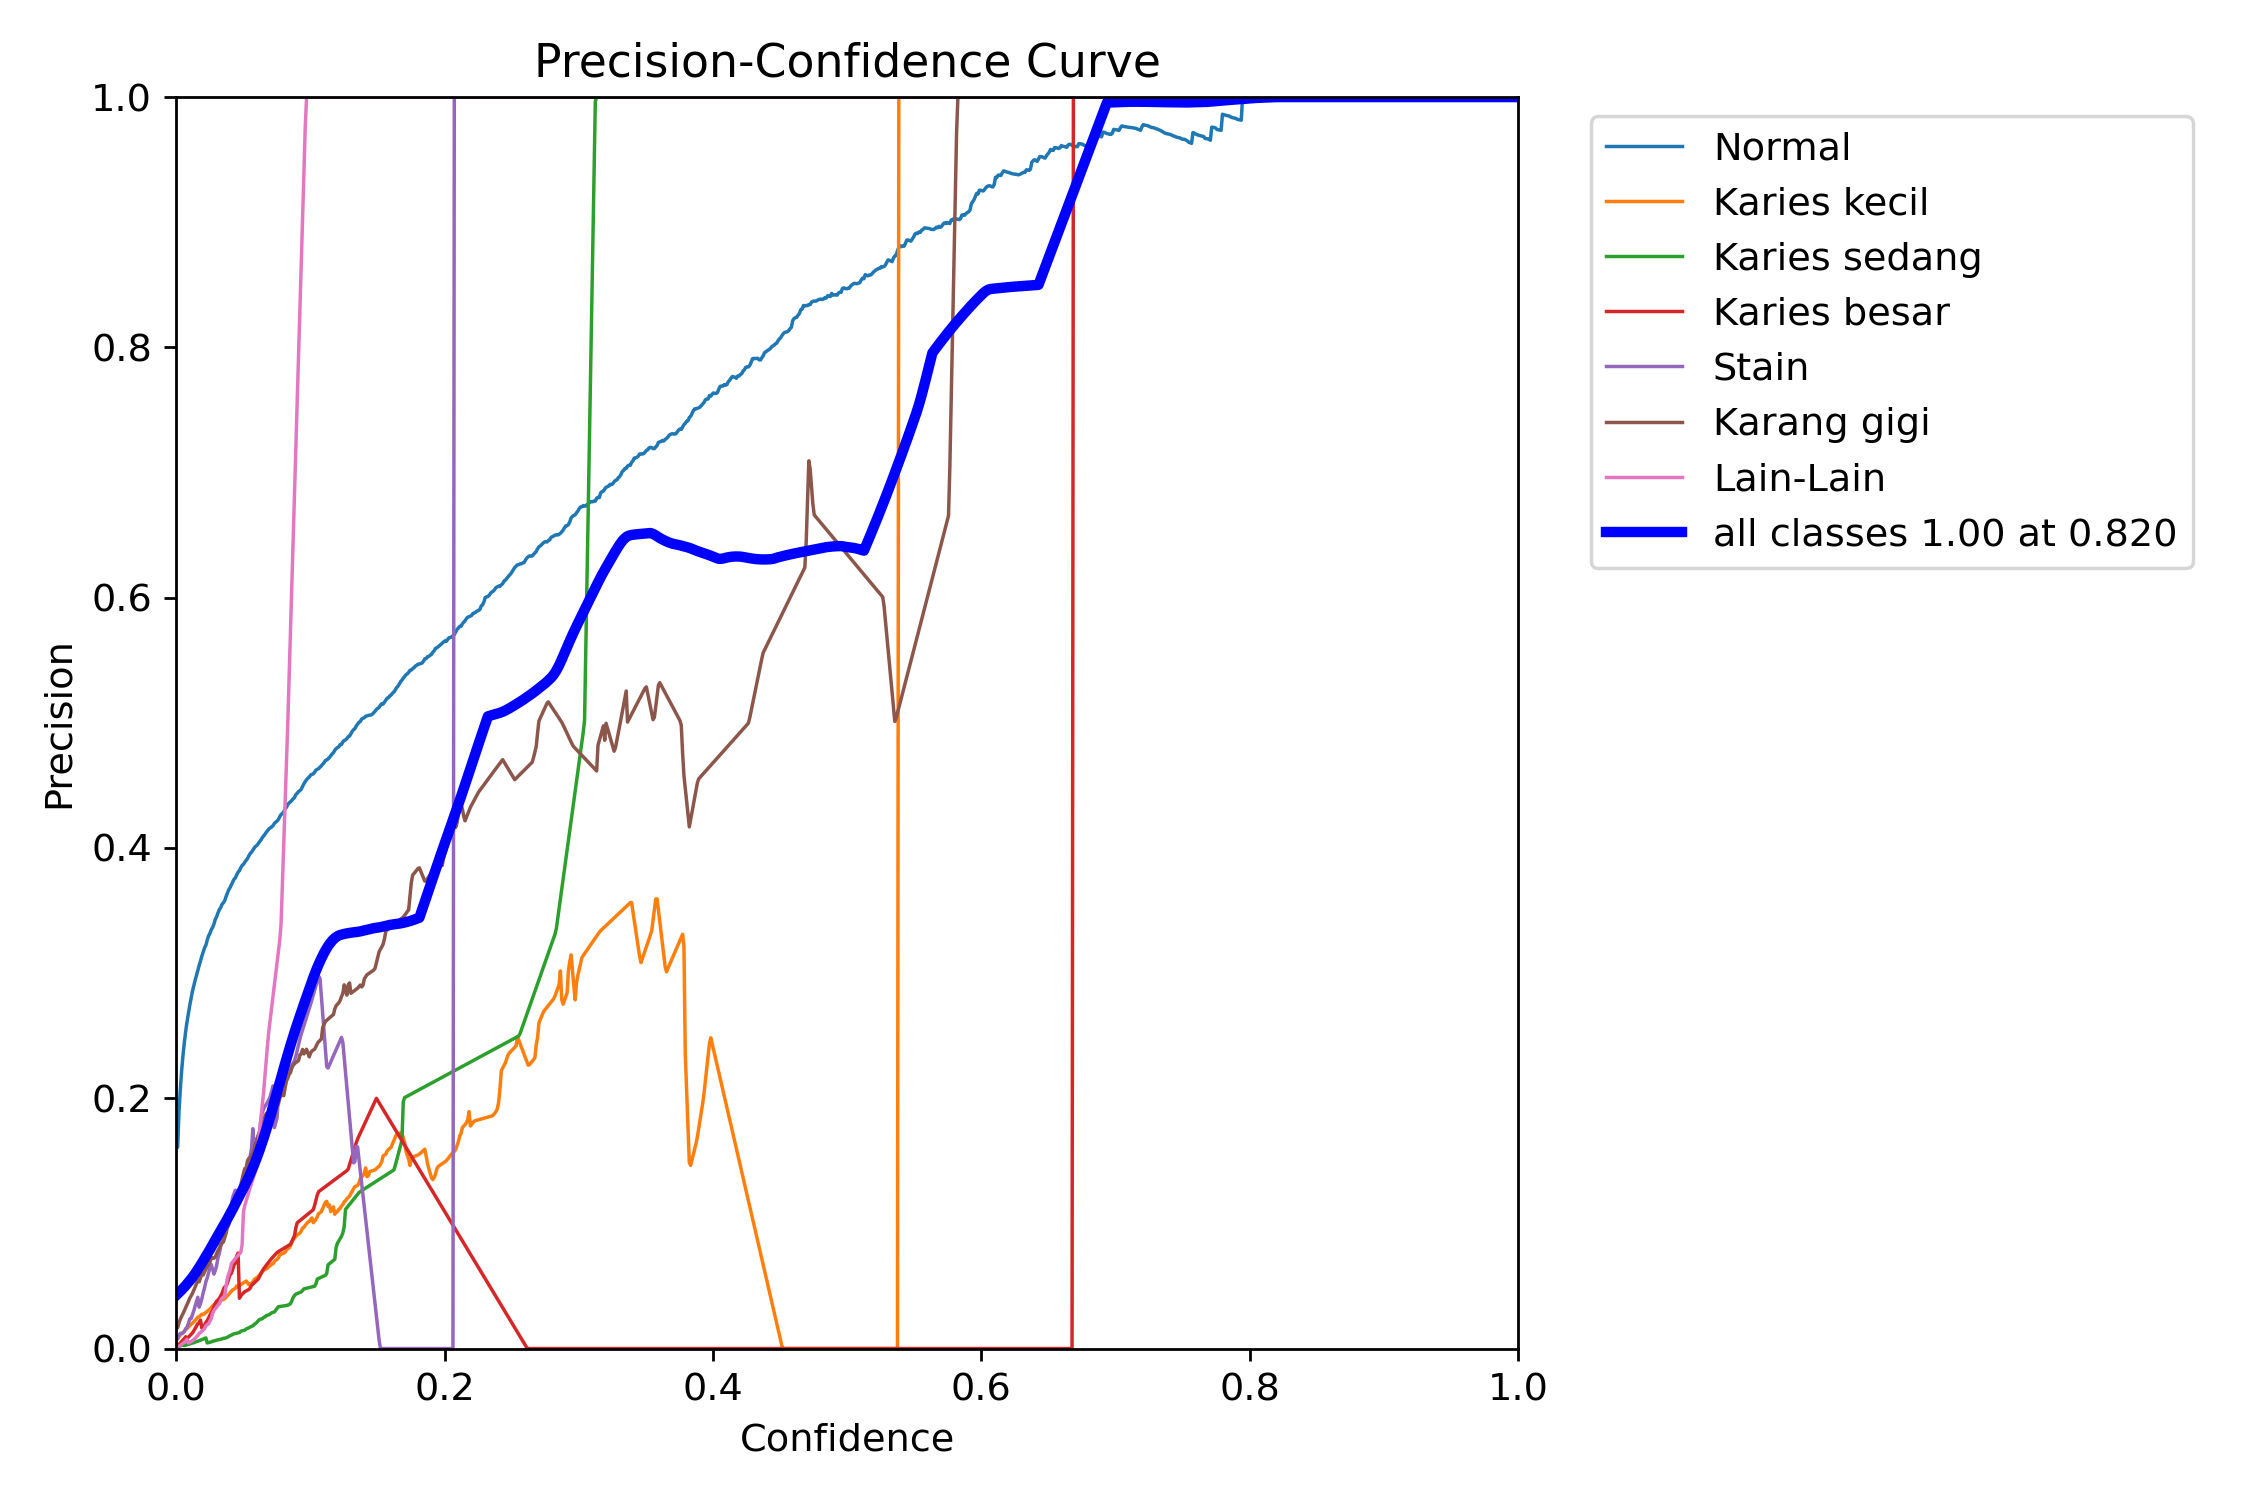 Precision-Confidence Curve
1.0
0.8
0.6
0.4
0.2
0.0
Precision
0.0 0.2 0.4 0.6 0.8 1.0
Confidence
Normal
Karies kecil
Karies sedang
Karies besar
Stain
Karang gigi
Lain-Lain
all classes 1.00 at 0.820